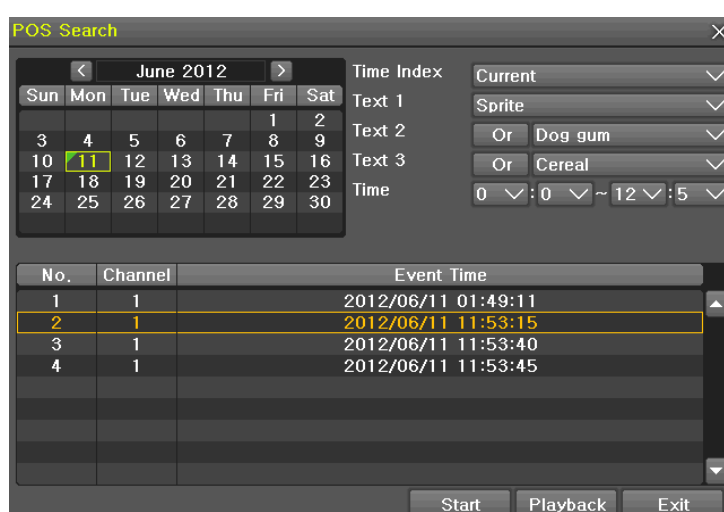 POS Search
June 2012
Sun Mon Tue Wed Thu Fri Sat
1 2
3 4 5 6 7 8 9
10 11 12 13 14 15 16
17 18 19 20 21 22 23
24 25 26 27 28 29 30
Time Index Current
Text 1 Sprite
Text 2 Or Dog gum
Text 3 Or Cereal
Time 0 : 0 ~ 12 : 5
No. Channel Event Time
1 1 2012/06/11 01:49:11
2 1 2012/06/11 11:53:15
3 1 2012/06/11 11:53:40
4 1 2012/06/11 11:53:45
Start Playback Exit